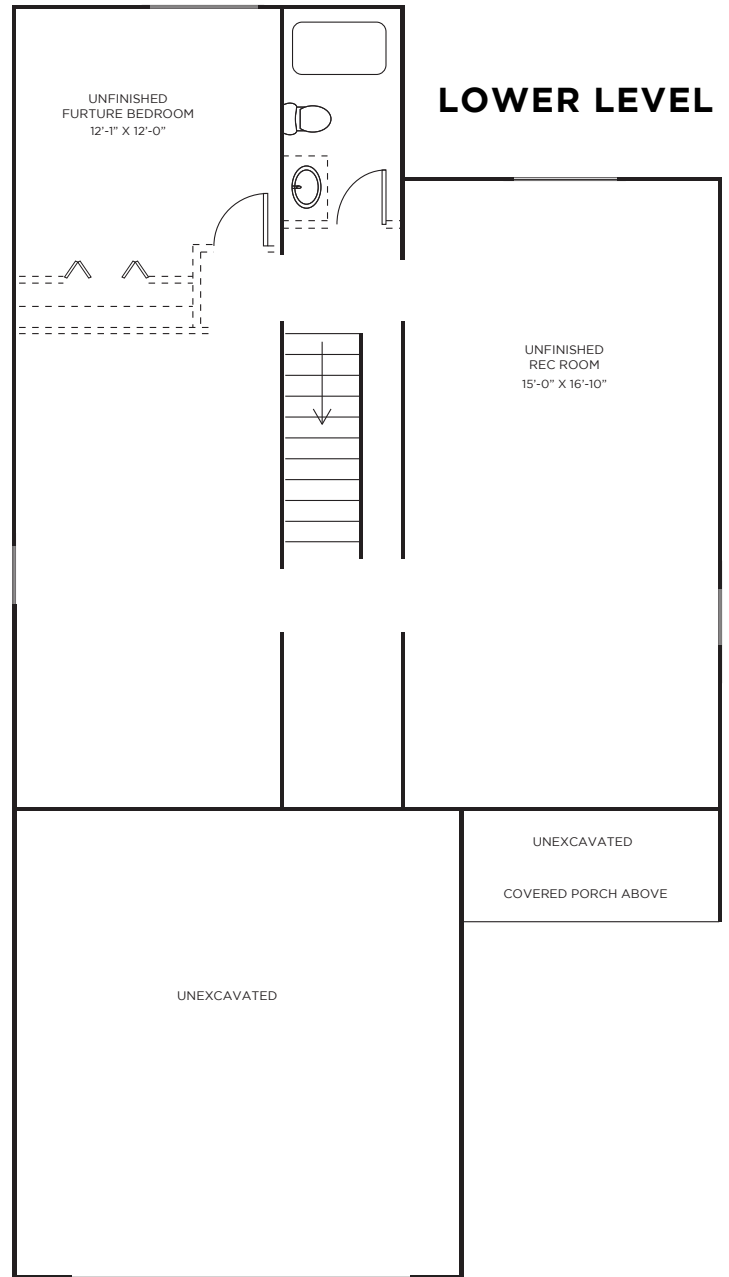 LOWER LEVEL
UNFINISHED
FURTURE BEDROOM
12’-1” X 12’-0”
UNFINISHED
REC ROOM
15’-0” X 16’-10”
UNEXCAVATED
COVERED PORCH ABOVE
UNEXCAVATED